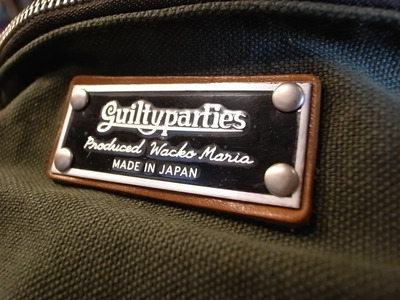 Guiltyparties
Produced Wacko Maria
MADE IN JAPAN